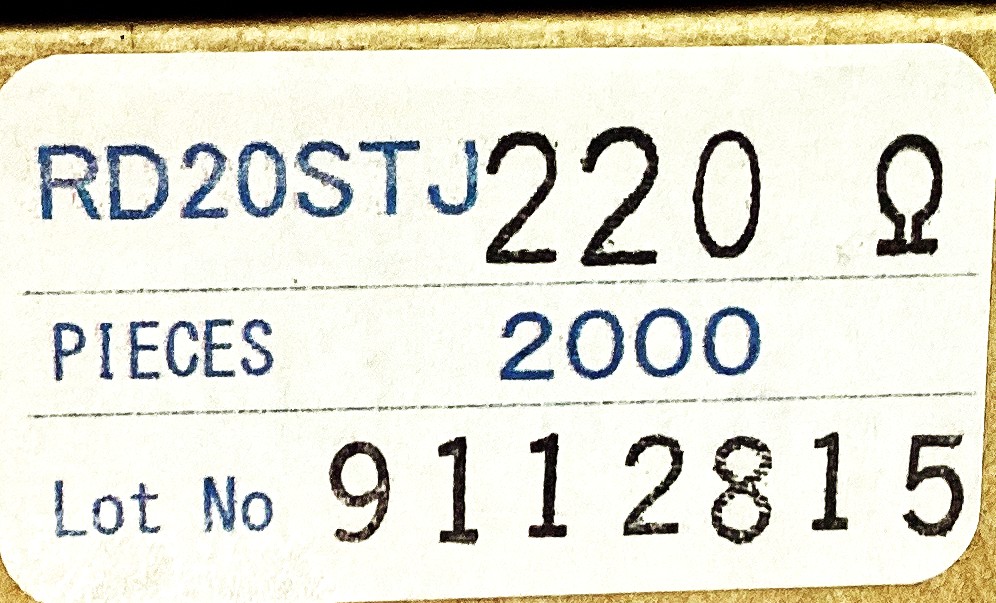 RD20STJ 220 Ω
PIECES 2000
Lot No 9112815